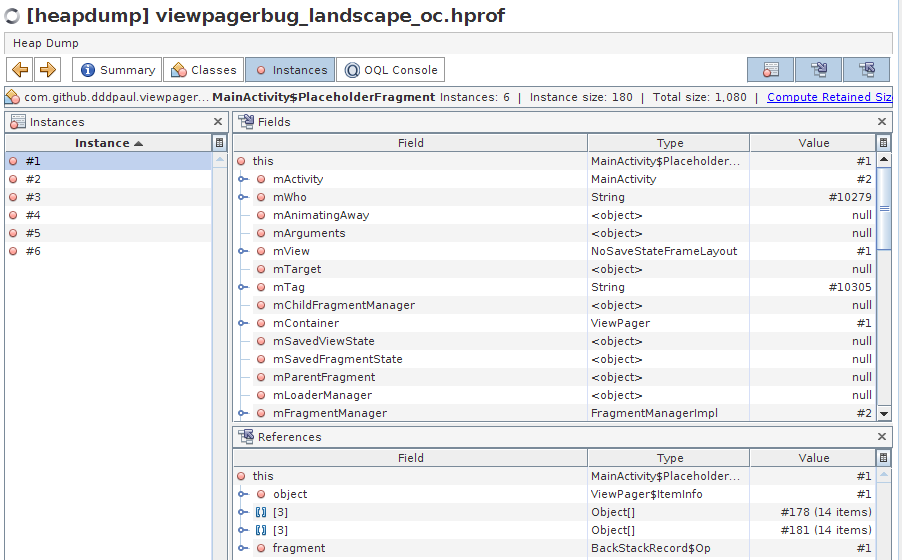 [heapdump] viewpagerbug_landscape_oc.hprof
Heap Dump
Summary Classes Instances OQL Console
com.github.dddpaul.viewpager... MainActivity$PlaceholderFragment Instances: 6 | Instance size: 180 | Total size: 1,080 | Compute Retained Siz
Instances
Instance
#1
#2
#3
#4
#5
#6
Fields
Field Type Value
this MainActivity$Placeholder... #1
mActivity MainActivity #2
mWho String #10279
mAnimatingAway <object> null
mArguments <object> null
mView NoSaveStateFrameLayout #1
mTarget <object> null
mTag String #10305
mChildFragmentManager <object> null
mContainer ViewPager #1
mSavedViewState <object> null
mSavedFragmentState <object> null
mParentFragment <object> null
mLoaderManager <object> null
mFragmentManager FragmentManagerImpl #2
References
Field Type Value
this MainActivity$Placeholder... #1
object ViewPager$ItemInfo #1
[3] Object[] #178 (14 items)
[3] Object[] #181 (14 items)
fragment BackStackRecord$Op #1